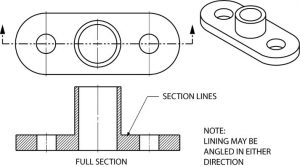 SECTION LINES
FULL SECTION
NOTE:
LINING MAY BE
ANGLED IN EITHER
DIRECTION